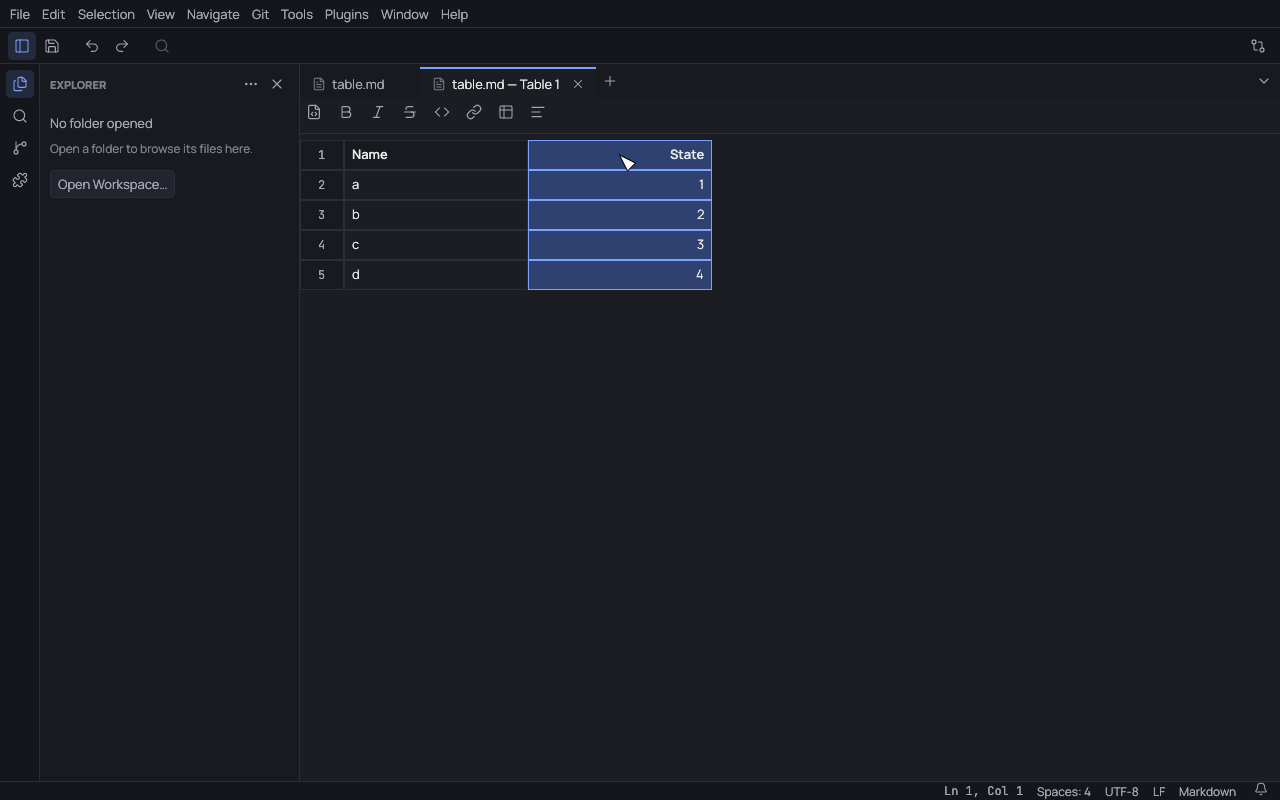 File Edit Selection View Navigate Git Tools Plugins Window Help
EXPLORER
No folder opened
Open a folder to browse its files here.
Open Workspace...
table.md
table.md — Table 1
1 Name State
2 a 1
3 b 2
4 c 3
5 d 4
Ln 1, Col 1 Spaces: 4 UTF-8 LF Markdown